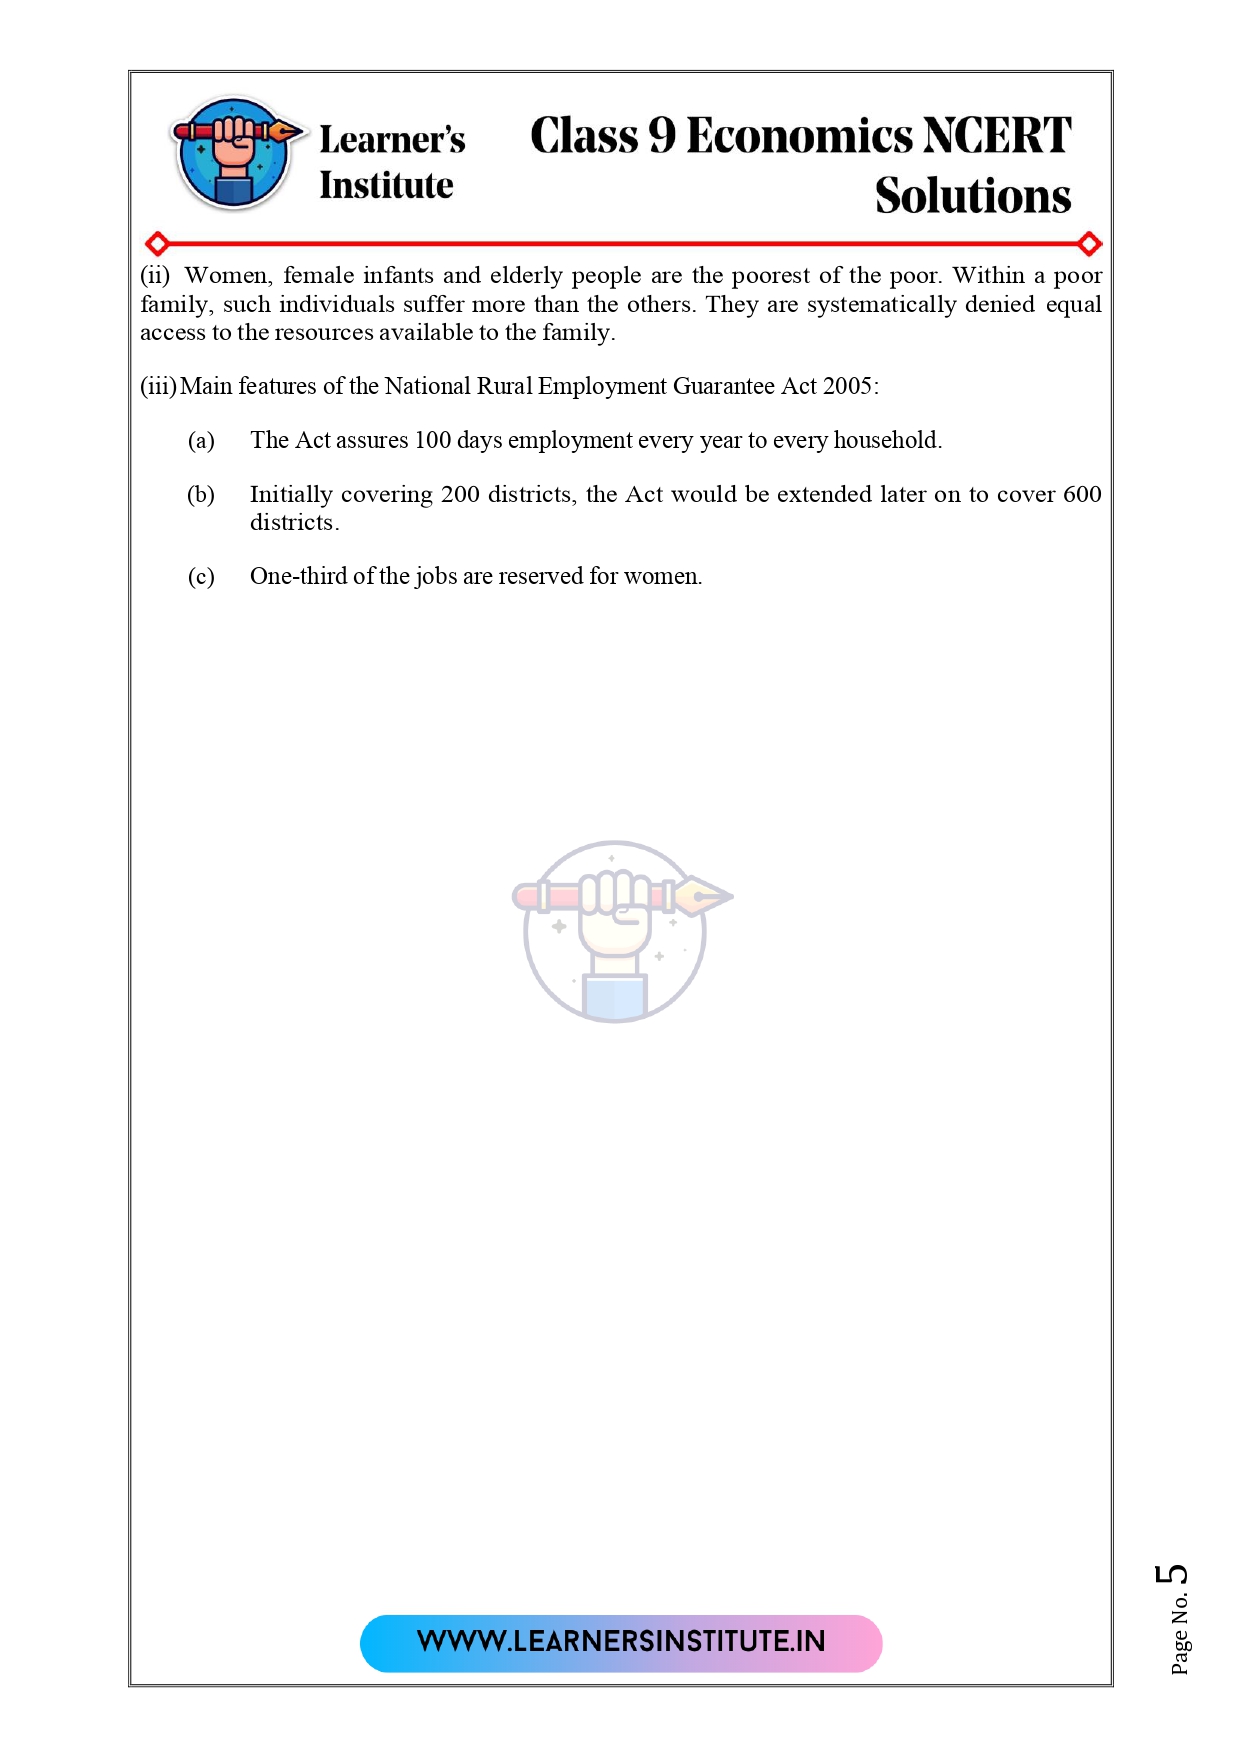 Learner's
Institute
Class 9 Economics NCERT
Solutions
(ii) Women, female infants and elderly people are the poorest of the poor. Within a poor
family, such individuals suffer more than the others. They are systematically denied equal
access to the resources available to the family.
(iii) Main features of the National Rural Employment Guarantee Act 2005:
(a) The Act assures 100 days employment every year to every household.
(b) Initially covering 200 districts, the Act would be extended later on to cover 600
districts.
(c) One-third of the jobs are reserved for women.
WWW.LEARNERSINSTITUTE.IN
Page No. 5